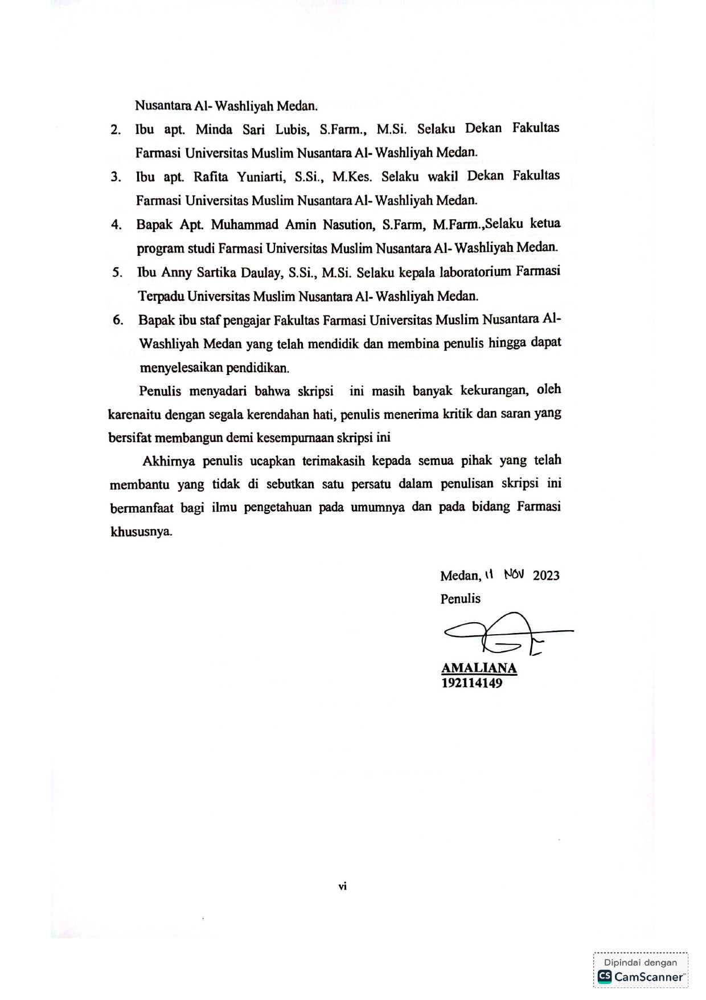 Nusantara Al- Washliyah Medan.
2. Ibu apt. Minda Sari Lubis, S.Farm., M.Si. Selaku Dekan Fakultas
Farmasi Universitas Muslim Nusantara Al- Washliyah Medan.
3. Ibu apt. Rafita Yuniarti, S.Si., M.Kes. Selaku wakil Dekan Fakultas
Farmasi Universitas Muslim Nusantara Al- Washliyah Medan.
4. Bapak Apt. Muhammad Amin Nasution, S.Farm, M.Farm.,Selaku ketua
program studi Farmasi Universitas Muslim Nusantara Al- Washliyah Medan.
5. Ibu Anny Sartika Daulay, S.Si., M.Si. Selaku kepala laboratorium Farmasi
Terpadu Universitas Muslim Nusantara Al- Washliyah Medan.
6. Bapak ibu staf pengajar Fakultas Farmasi Universitas Muslim Nusantara Al-
Washliyah Medan yang telah mendidik dan membina penulis hingga dapat
menyelesaikan pendidikan.
Penulis menyadari bahwa skripsi ini masih banyak kekurangan, oleh
karenaitu dengan segala kerendahan hati, penulis menerima kritik dan saran yang
bersifat membangun demi kesempurnaan skripsi ini
Akhirnya penulis ucapkan terimakasih kepada semua pihak yang telah
membantu yang tidak di sebutkan satu persatu dalam penulisan skripsi ini
bermanfaat bagi ilmu pengetahuan pada umumnya dan pada bidang Farmasi
khususnya.
Medan, 11 NOV 2023
Penulis
AMALIANA
192114149
vi
Dipindai dengan
CS CamScanner